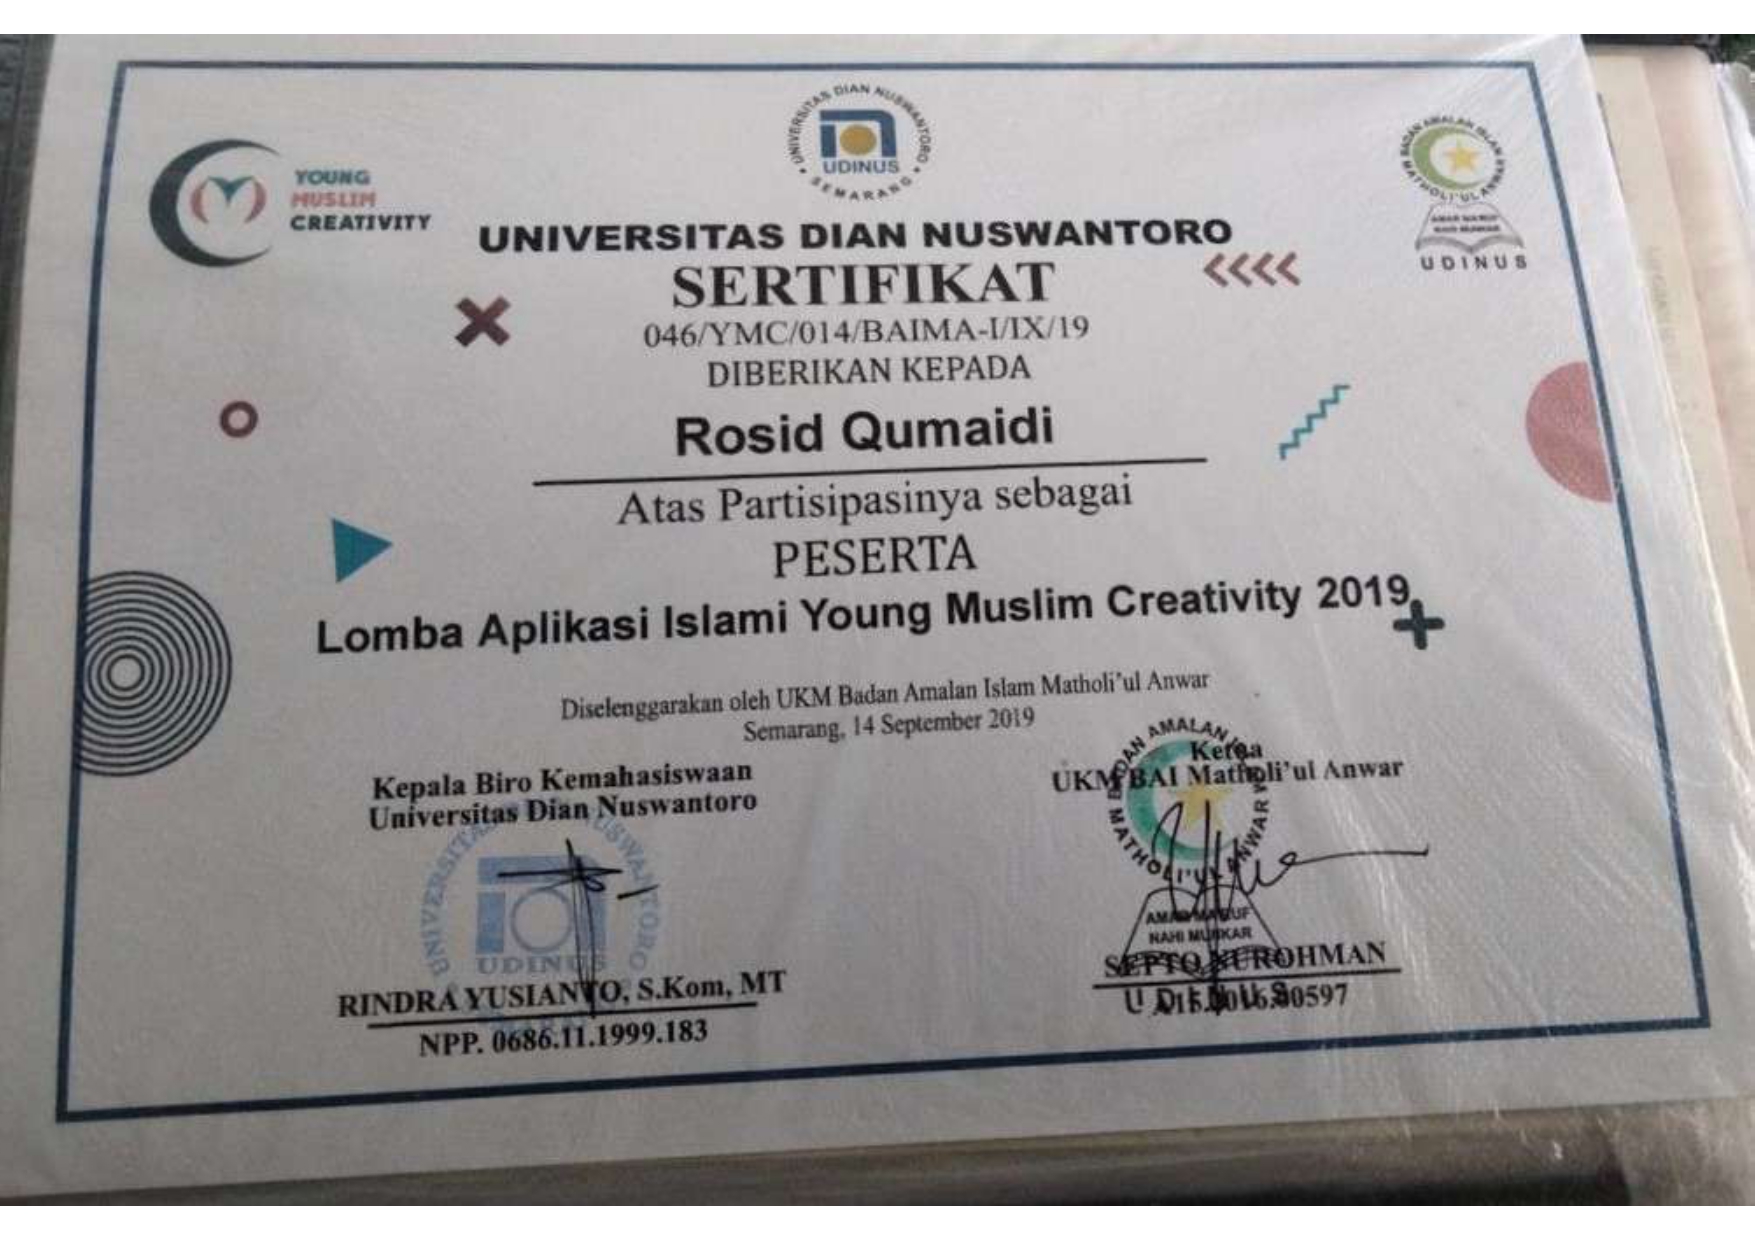 YOUNG
MUSLIM
CREATIVITY
UNIVERSITAS DIAN NUSWANTORO
UDINUS
SEMARANG
BADAN AMALAN ISLAM
MATHOLI'UL ANWAR
AMAR MA'RUF
NAHI MUNKAR
UDINUS
UNIVERSITAS DIAN NUSWANTORO
SERTIFIKAT
046/YMC/014/BAIMA-I/IX/19
DIBERIKAN KEPADA
Rosid Qumaidi
Atas Partisipasinya sebagai
PESERTA
Lomba Aplikasi Islami Young Muslim Creativity 2019
Diselenggarakan oleh UKM Badan Amalan Islam Matholi'ul Anwar
Semarang, 14 September 2019
Kepala Biro Kemahasiswaan
Universitas Dian Nuswantoro
UNIVERSITAS NUSWANTORO
UDINUS
RINDRA YUSIANTO, S.Kom, MT
NPP. 0686.11.1999.183
Ketua
UKM BAI Matholi'ul Anwar
BADAN AMALAN
MATHOLI'UL ANWAR
AMAR MA'RUF
NAHI MUNKAR
UDINUS
SEPTO NUROHMAN